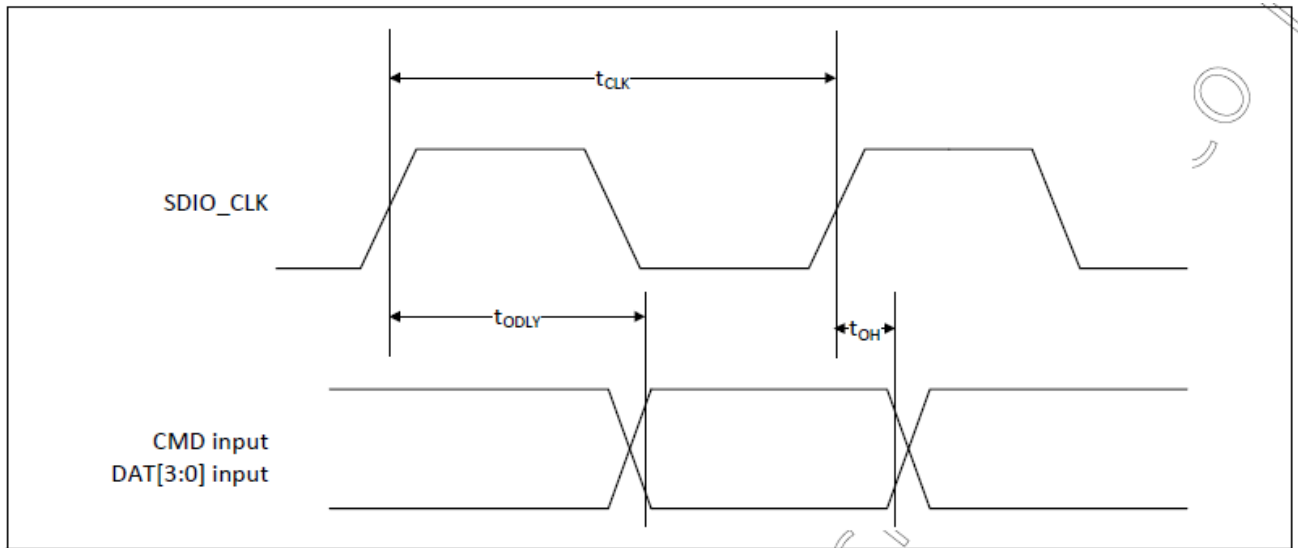 tCLK
SDIO_CLK
tODLY
tOH
CMD input
DAT[3:0] input